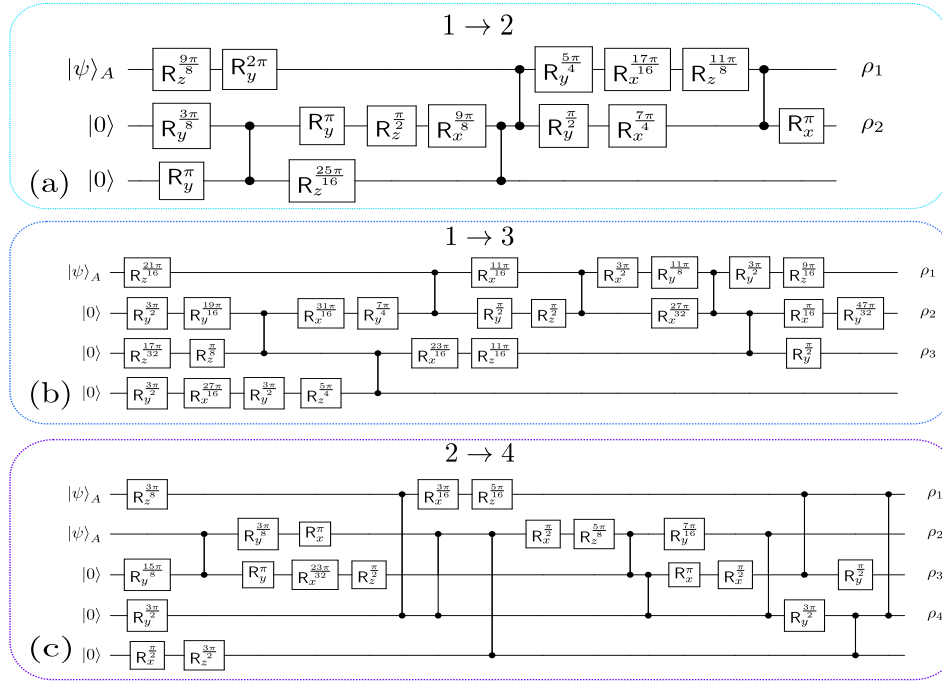 1 → 2
|ψ⟩_A R_z^{9π/8} R_y^{2π} R_y^{5π/4} R_x^{17π/16} R_z^{11π/8} ρ_1
|0⟩ R_y^{3π/8} R_y^{π} R_z^{π/2} R_x^{9π/8} R_y^{π/2} R_x^{7π/4} R_x^{π} ρ_2
(a) |0⟩ R_y^{π} R_z^{25π/16}
1 → 3
|ψ⟩_A R_z^{21π/16} R_x^{11π/16} R_x^{3π/2} R_y^{11π/8} R_y^{3π/2} R_z^{9π/16} ρ_1
|0⟩ R_y^{3π/2} R_y^{19π/16} R_x^{31π/16} R_y^{7π/4} R_y^{π/2} R_z^{π/2} R_x^{27π/32} R_x^{π/16} R_y^{47π/32} ρ_2
|0⟩ R_z^{17π/32} R_z^{π/8} R_x^{23π/16} R_z^{11π/16} R_y^{π/2} ρ_3
(b) |0⟩ R_y^{3π/2} R_x^{27π/16} R_y^{3π/2} R_z^{5π/4}
2 → 4
|ψ⟩_A R_z^{3π/8} R_x^{3π/16} R_z^{5π/16} ρ_1
|ψ⟩_A R_y^{3π/8} R_x^{π} R_x^{π/2} R_z^{5π/8} R_y^{7π/16} ρ_2
|0⟩ R_y^{15π/8} R_y^{π} R_x^{23π/32} R_z^{π/2} R_x^{π} R_x^{π/2} R_y^{π/2} ρ_3
|0⟩ R_y^{3π/2} R_y^{3π/2} ρ_4
(c) |0⟩ R_x^{π/2} R_z^{3π/2}